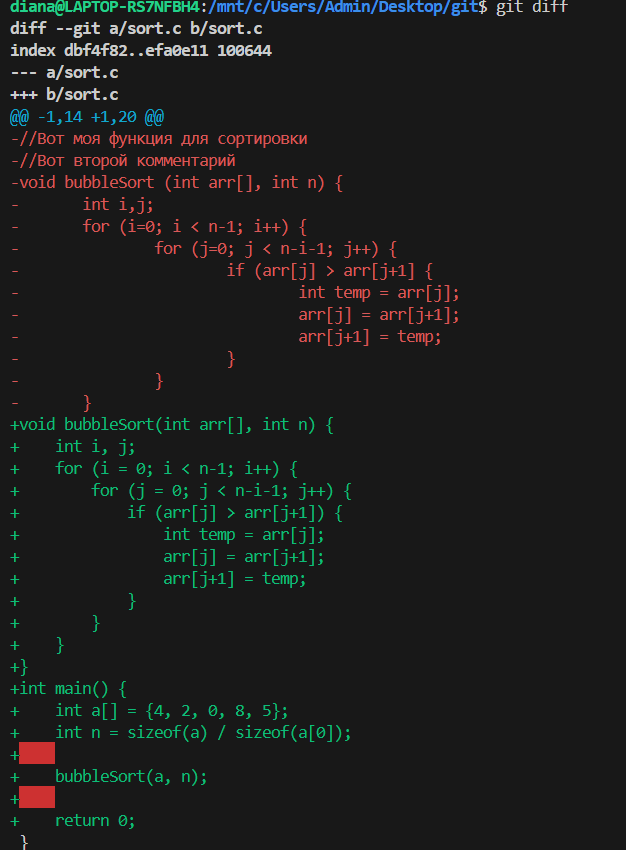 diana@LAPTOP-RS7NFBH4:/mnt/c/Users/Admin/Desktop/git$ git diff
diff --git a/sort.c b/sort.c
index dbf4f82..efa0e11 100644
--- a/sort.c
+++ b/sort.c
@@ -1,14 +1,20 @@
-//Вот моя функция для сортировки
-//Вот второй комментарий
-void bubbleSort (int arr[], int n) {
-       int i,j;
-       for (i=0; i < n-1; i++) {
-               for (j=0; j < n-i-1; j++) {
-                       if (arr[j] > arr[j+1] {
-                               int temp = arr[j];
-                               arr[j] = arr[j+1];
-                               arr[j+1] = temp;
-                       }
-               }
-       }
+void bubbleSort(int arr[], int n) {
+    int i, j;
+    for (i = 0; i < n-1; i++) {
+        for (j = 0; j < n-i-1; j++) {
+            if (arr[j] > arr[j+1]) {
+                int temp = arr[j];
+                arr[j] = arr[j+1];
+                arr[j+1] = temp;
+            }
+        }
+    }
+}
+int main() {
+    int a[] = {4, 2, 0, 8, 5};
+    int n = sizeof(a) / sizeof(a[0]);
+
+    bubbleSort(a, n);
+
+    return 0;
 }